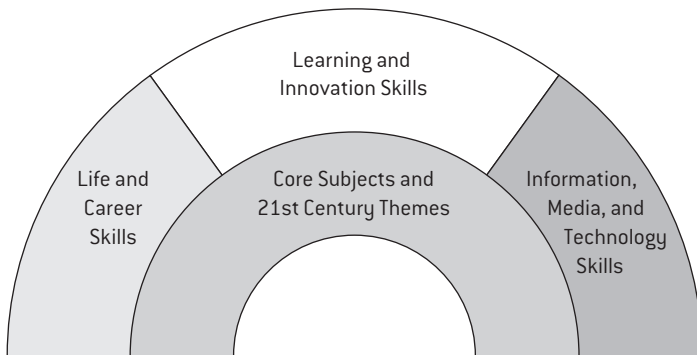 Learning and
Innovation Skills
Life and
Career
Skills
Core Subjects and
21st Century Themes
Information,
Media, and
Technology
Skills